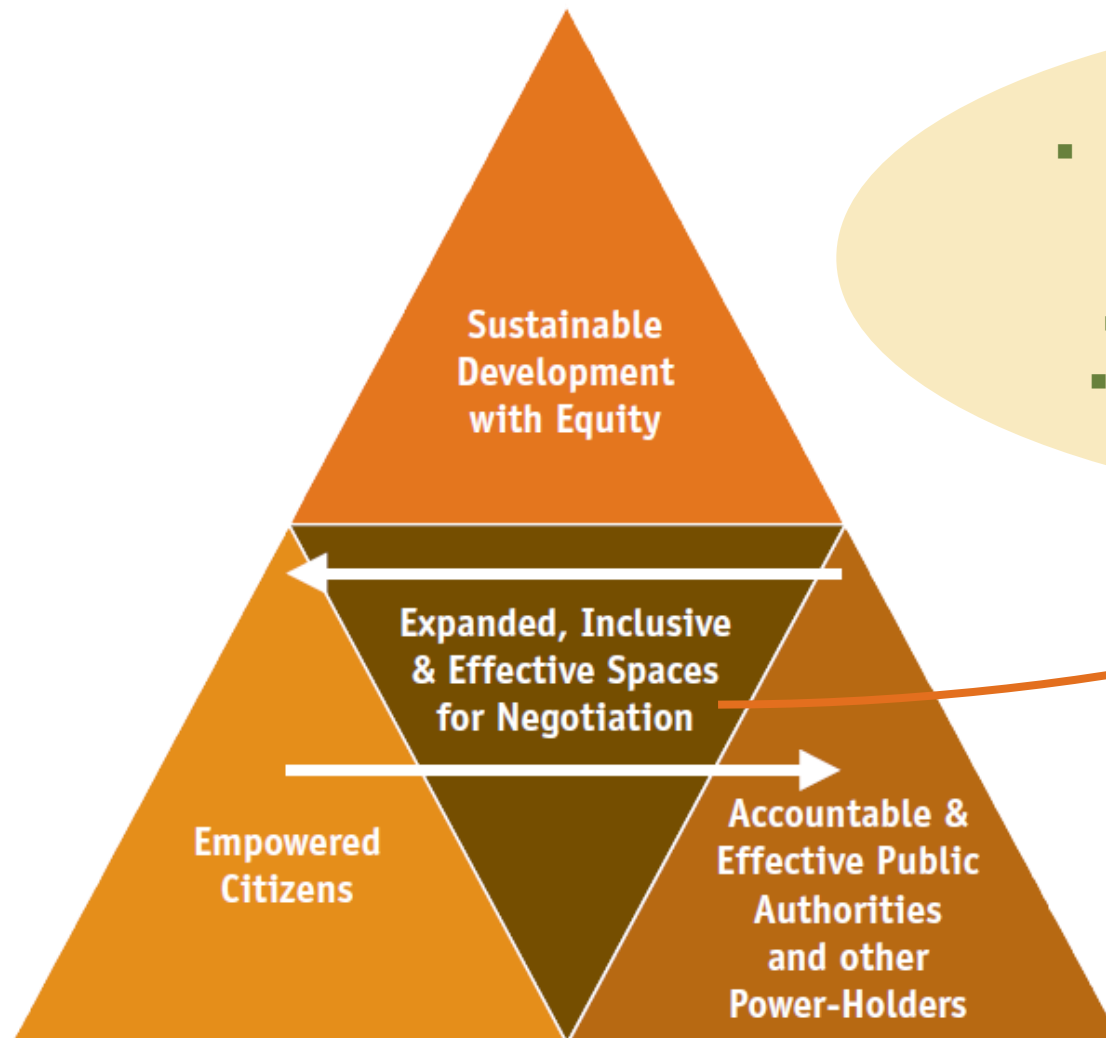 Sustainable
Development
with Equity
Expanded, Inclusive
& Effective Spaces
for Negotiation
Empowered
Citizens
Accountable &
Effective Public
Authorities
and other
Power-Holders